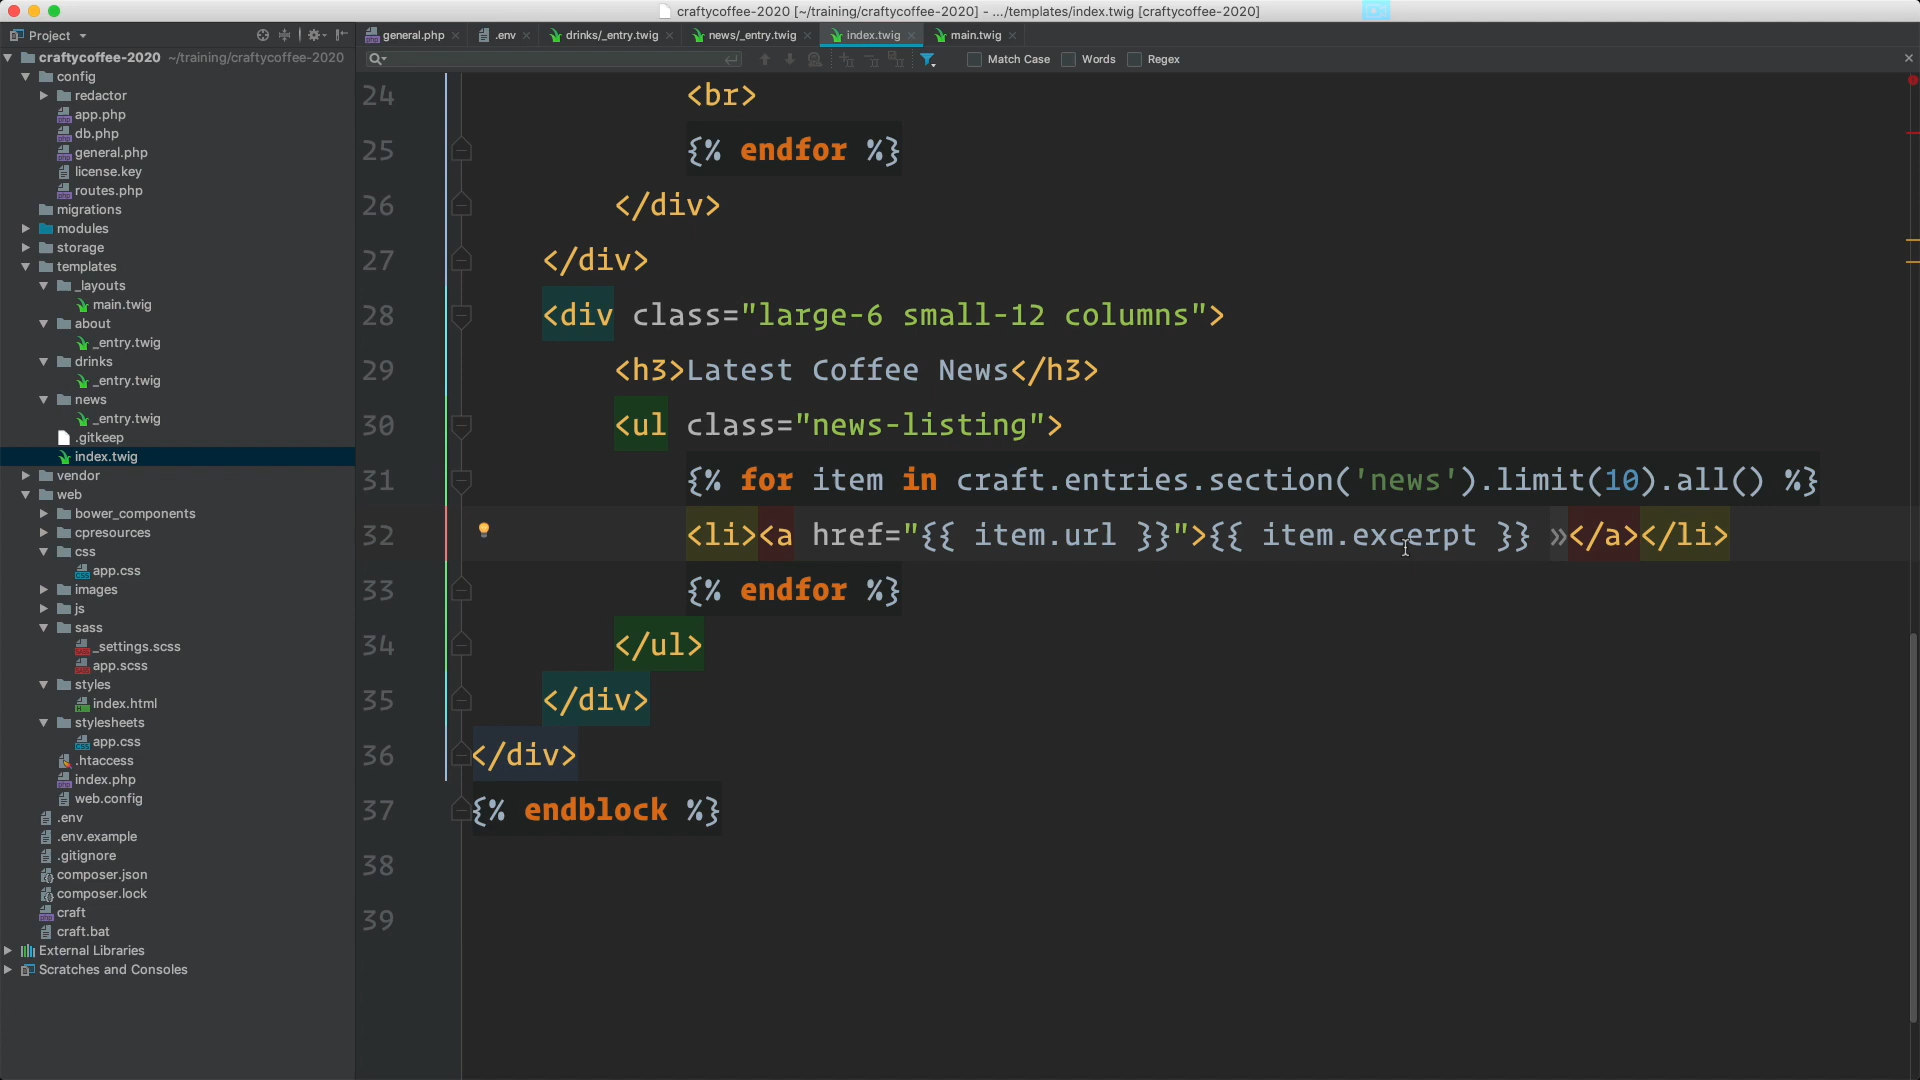 craftycoffee-2020 [~/training/craftycoffee-2020] - .../templates/index.twig [craftycoffee-2020]
Project
general.php
.env
drinks/_entry.twig
news/_entry.twig
index.twig
main.twig
Match Case
Words
Regex
craftycoffee-2020 ~/training/craftycoffee-2020
config
redactor
app.php
db.php
general.php
license.key
routes.php
migrations
modules
storage
templates
_layouts
main.twig
about
_entry.twig
drinks
_entry.twig
news
_entry.twig
.gitkeep
index.twig
vendor
web
bower_components
cpresources
css
app.css
images
js
sass
_settings.scss
app.scss
styles
index.html
stylesheets
app.css
.htaccess
index.php
web.config
.env
.env.example
.gitignore
composer.json
composer.lock
craft
craft.bat
External Libraries
Scratches and Consoles
24 <br>
25 {% endfor %}
26 </div>
27 </div>
28 <div class="large-6 small-12 columns">
29 <h3>Latest Coffee News</h3>
30 <ul class="news-listing">
31 {% for item in craft.entries.section('news').limit(10).all() %}
32 <li><a href="{{ item.url }}">{{ item.excerpt }} »</a></li>
33 {% endfor %}
34 </ul>
35 </div>
36 </div>
37 {% endblock %}
38
39